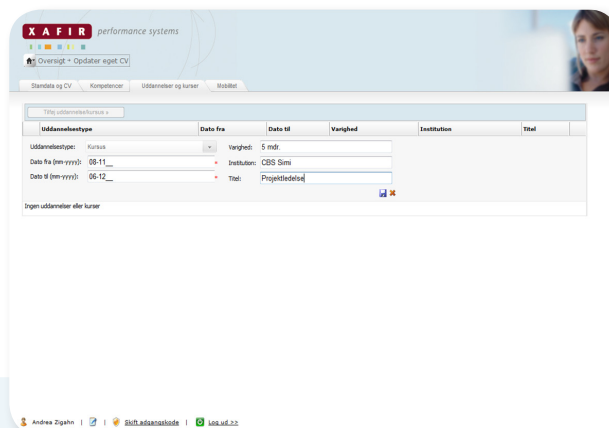 XAFIR performance systems
Oversigt + Opdater eget CV
Stamdata og CV Kompetencer Uddannelser og kurser Mobilitet
Tilføj uddannelse/kursus »
Uddannelsestype Dato fra Dato til Varighed Institution Titel
Uddannelsestype: Kursus Varighed: 5 mdr.
Dato fra (mm-yyyy): 08-11__ * Institution: CBS Simi
Dato til (mm-yyyy): 06-12__ * Titel: Projektledelse
Ingen uddannelser eller kurser
Andrea Zigahn | | Skift adgangskode | Log ud >>